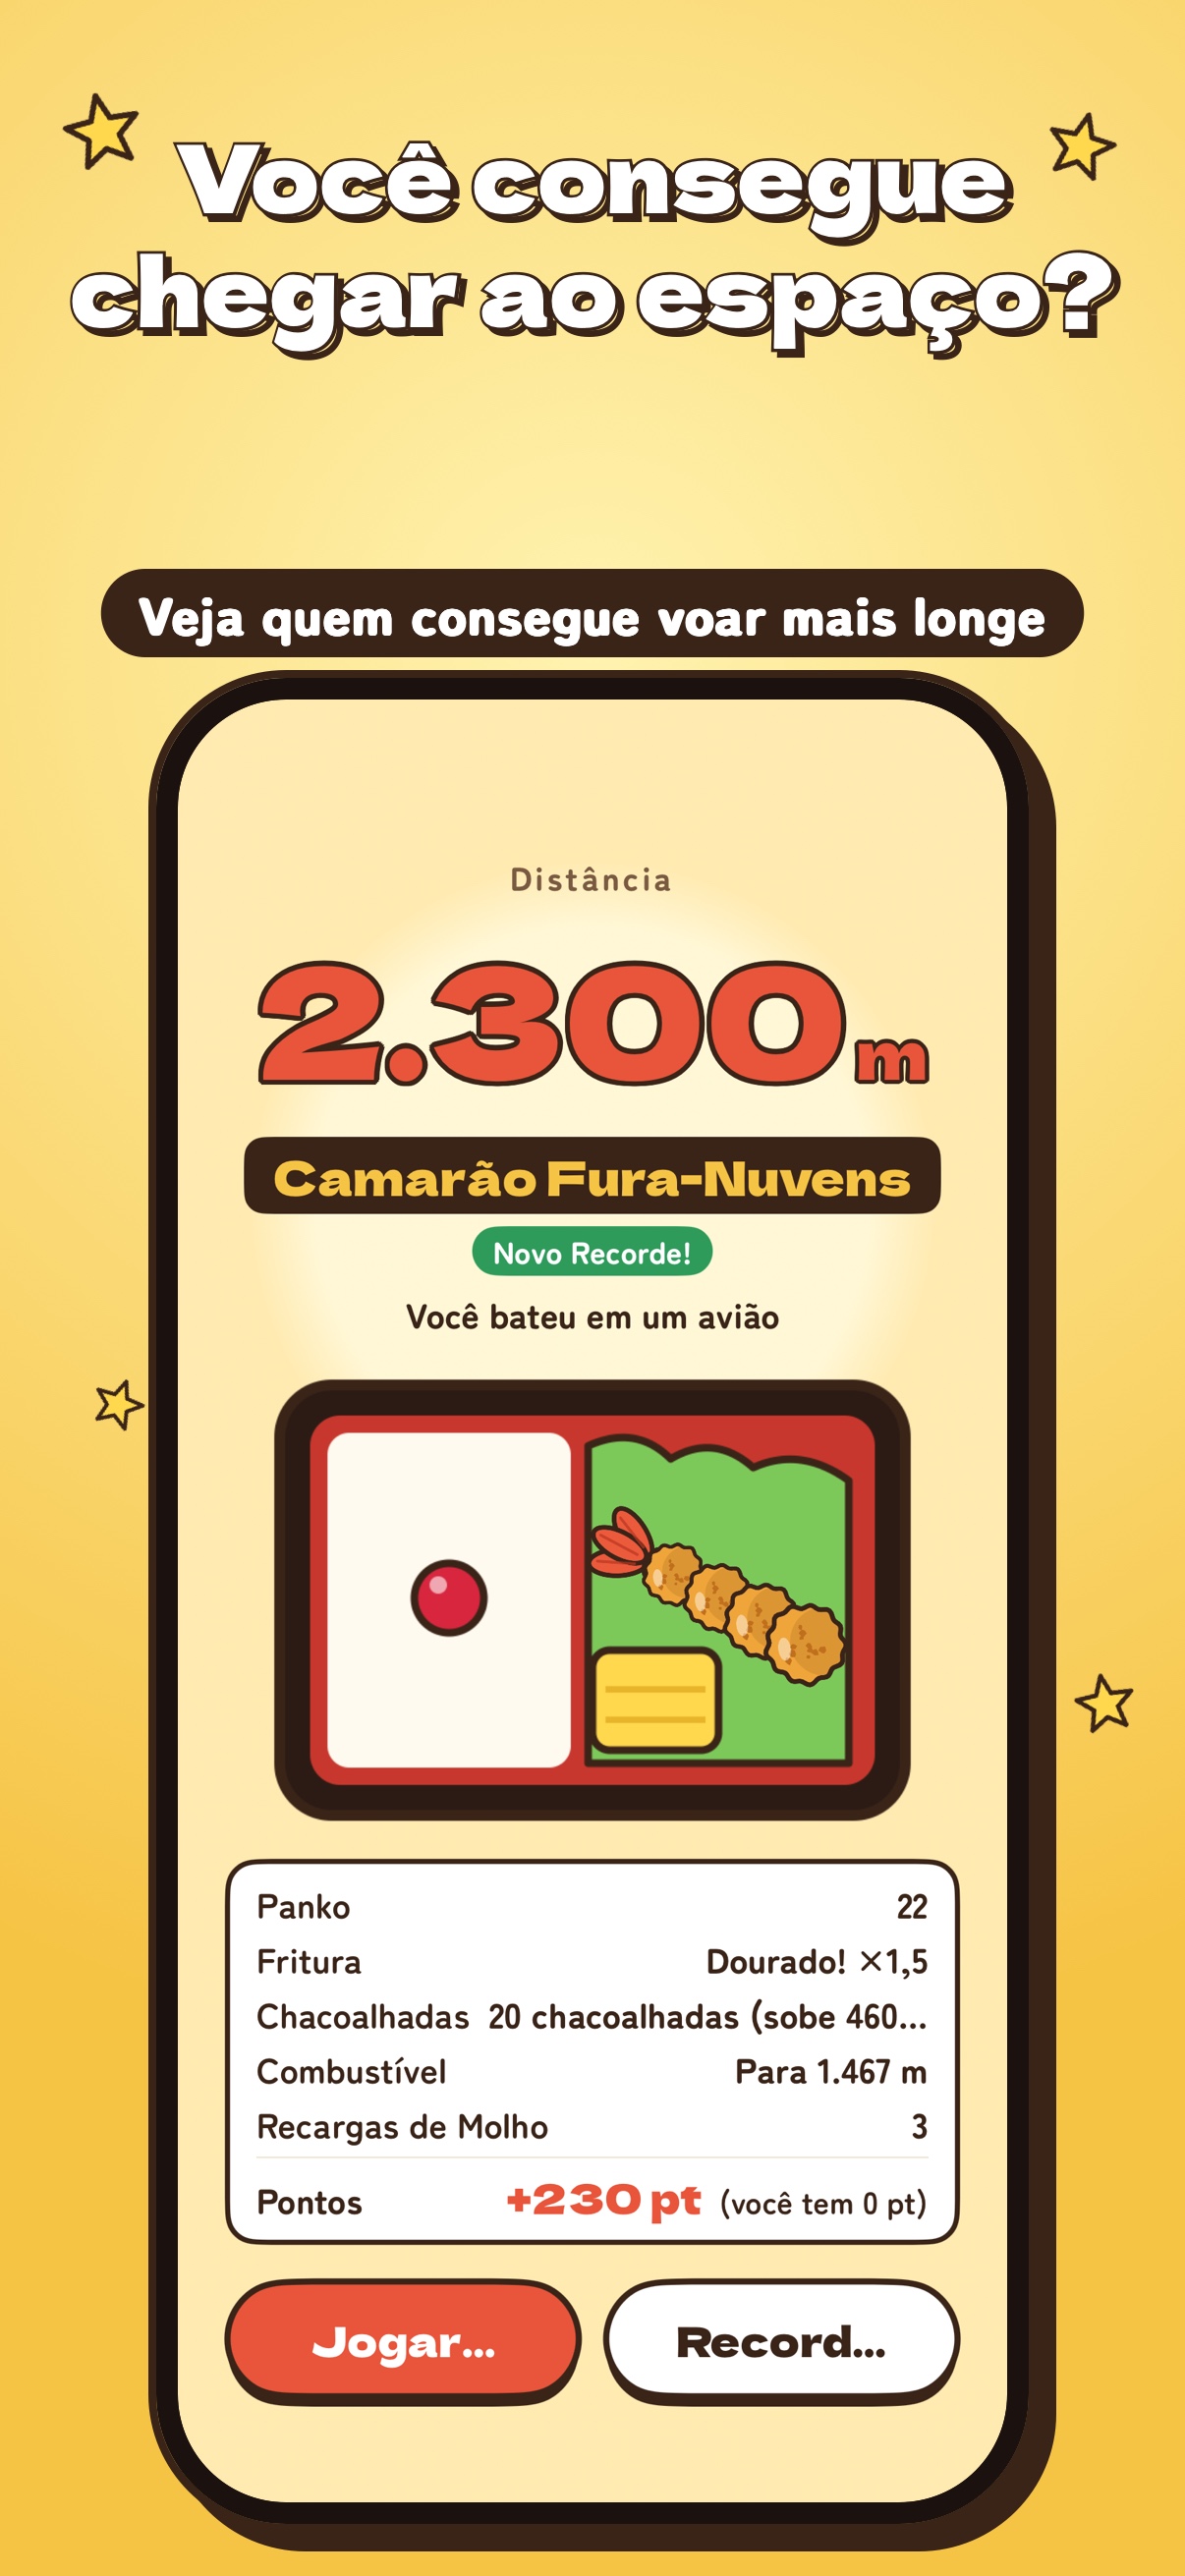 Você consegue
chegar ao espaço?
Veja quem consegue voar mais longe
Distância
2.300 m
Camarão Fura-Nuvens
Novo Recorde!
Você bateu em um avião
Panko 22
Fritura Dourado! ×1,5
Chacoalhadas 20 chacoalhadas (sobe 460...
Combustível Para 1.467 m
Recargas de Molho 3
Pontos +230 pt (você tem 0 pt)
Jogar... Record...